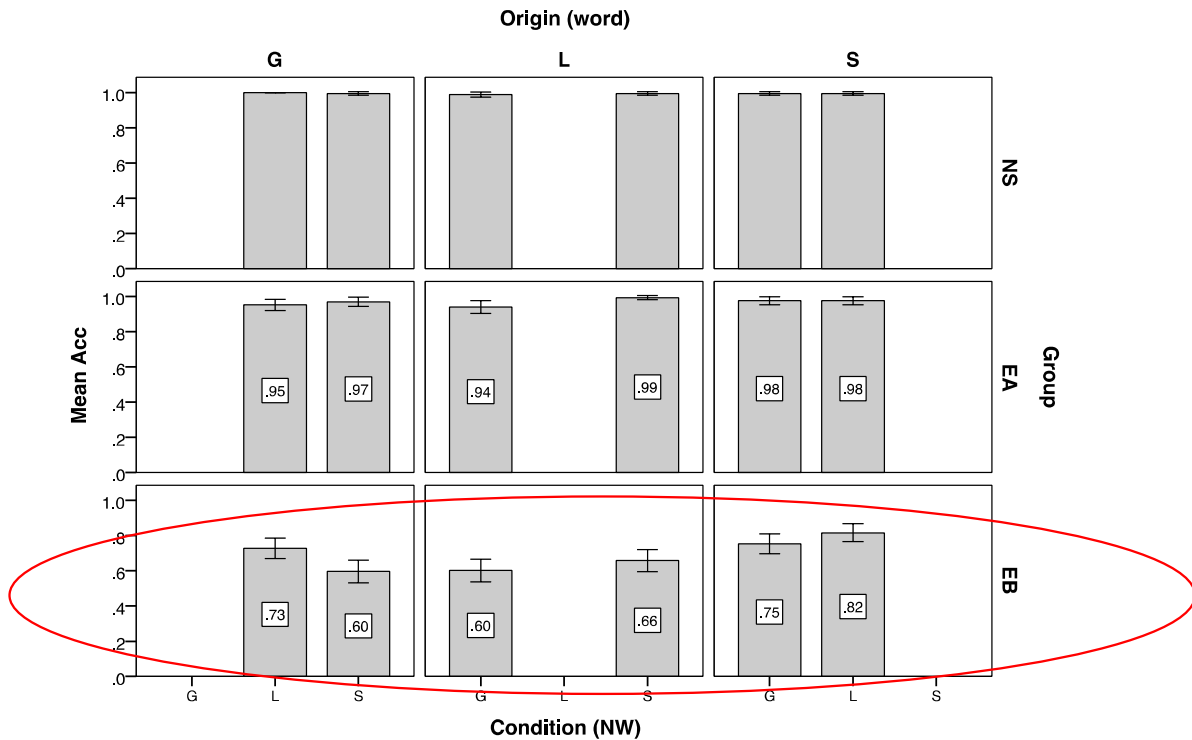 Origin (word)
G L S
1.0
.8
.6
.4
.2
.0
NS
1.0
.8
.6
.4
.2
.0
.95 .97 .94 .99 .98 .98
EA
1.0
.8
.6
.4
.2
.0
.73 .60 .60 .66 .75 .82
EB
Mean Acc
Group
G L S G L S G L S
Condition (NW)